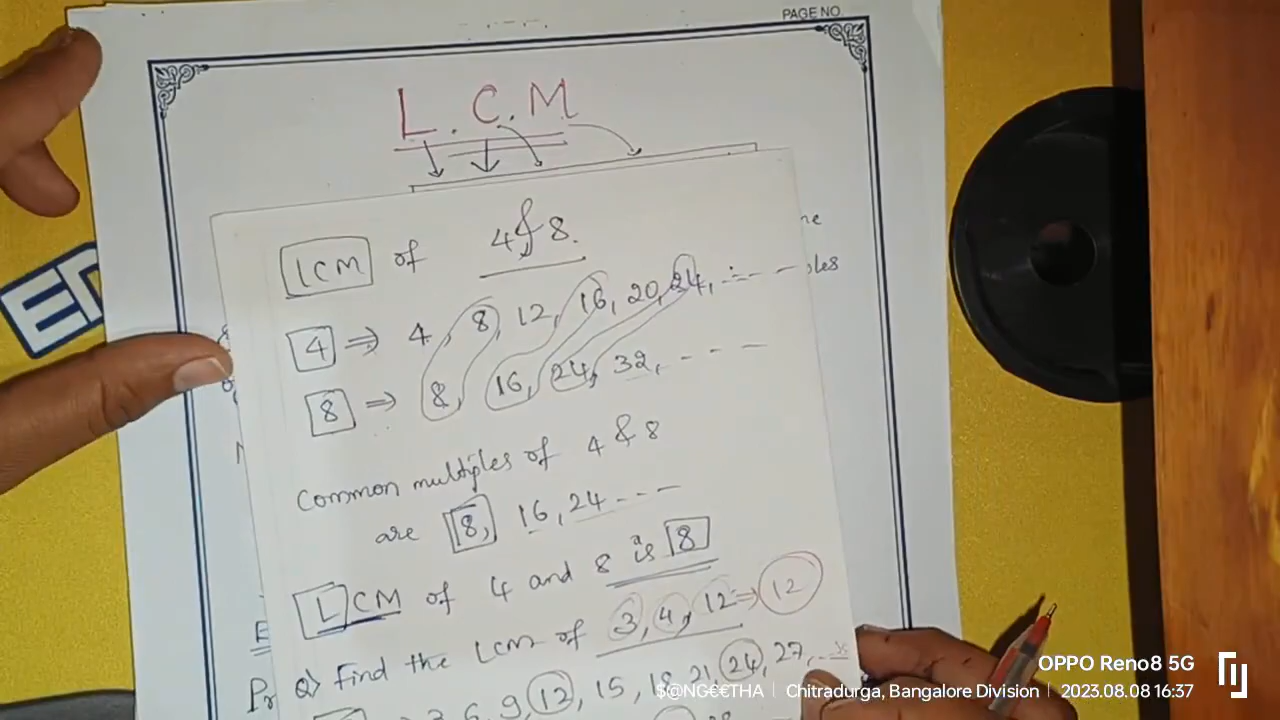 PAGE NO.
L.C.M
LCM of 4 & 8.
4 ⇒ 4, 8, 12, 16, 20, 24, ---
8 ⇒ 8, 16, 24, 32, ---
Common multiples of 4 & 8
are 8, 16, 24 ---
LCM of 4 and 8 is 8
Q) Find the LCM of 3, 4, 12 ⇒ 12
6, 9, 12, 15, 18, 21, 24, 27, ---
OPPO Reno8 5G
$@NG€€THA | Chitradurga, Bangalore Division | 2023.08.08 16:37